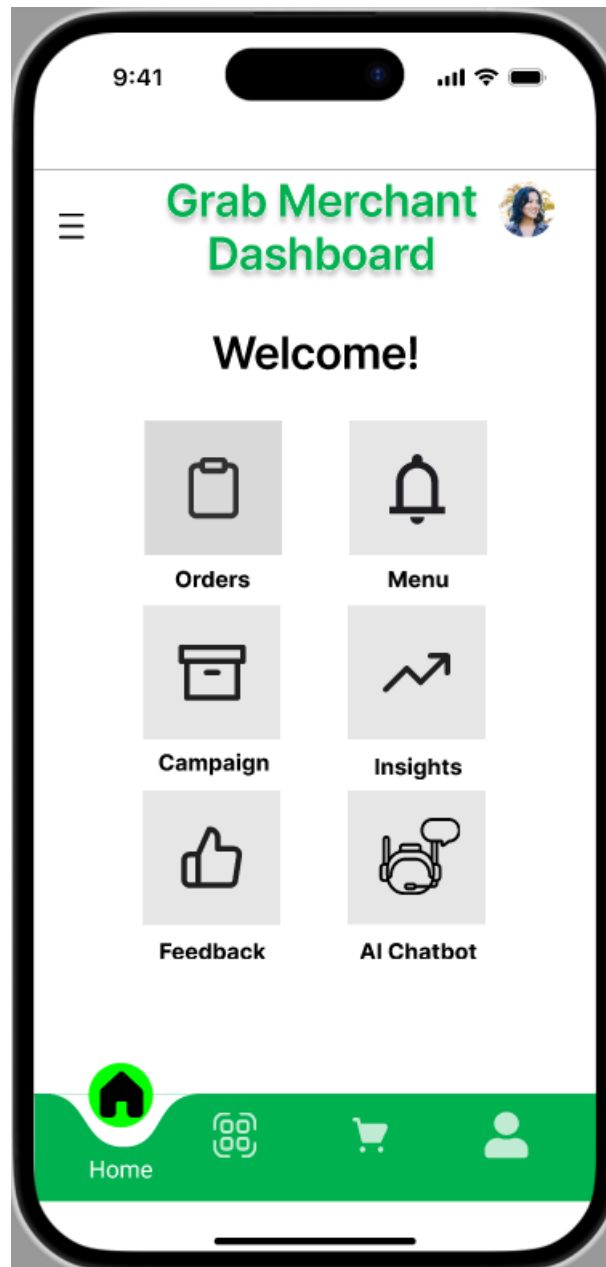 9:41
Grab Merchant
Dashboard
Welcome!
Orders
Menu
Campaign
Insights
Feedback
AI Chatbot
Home